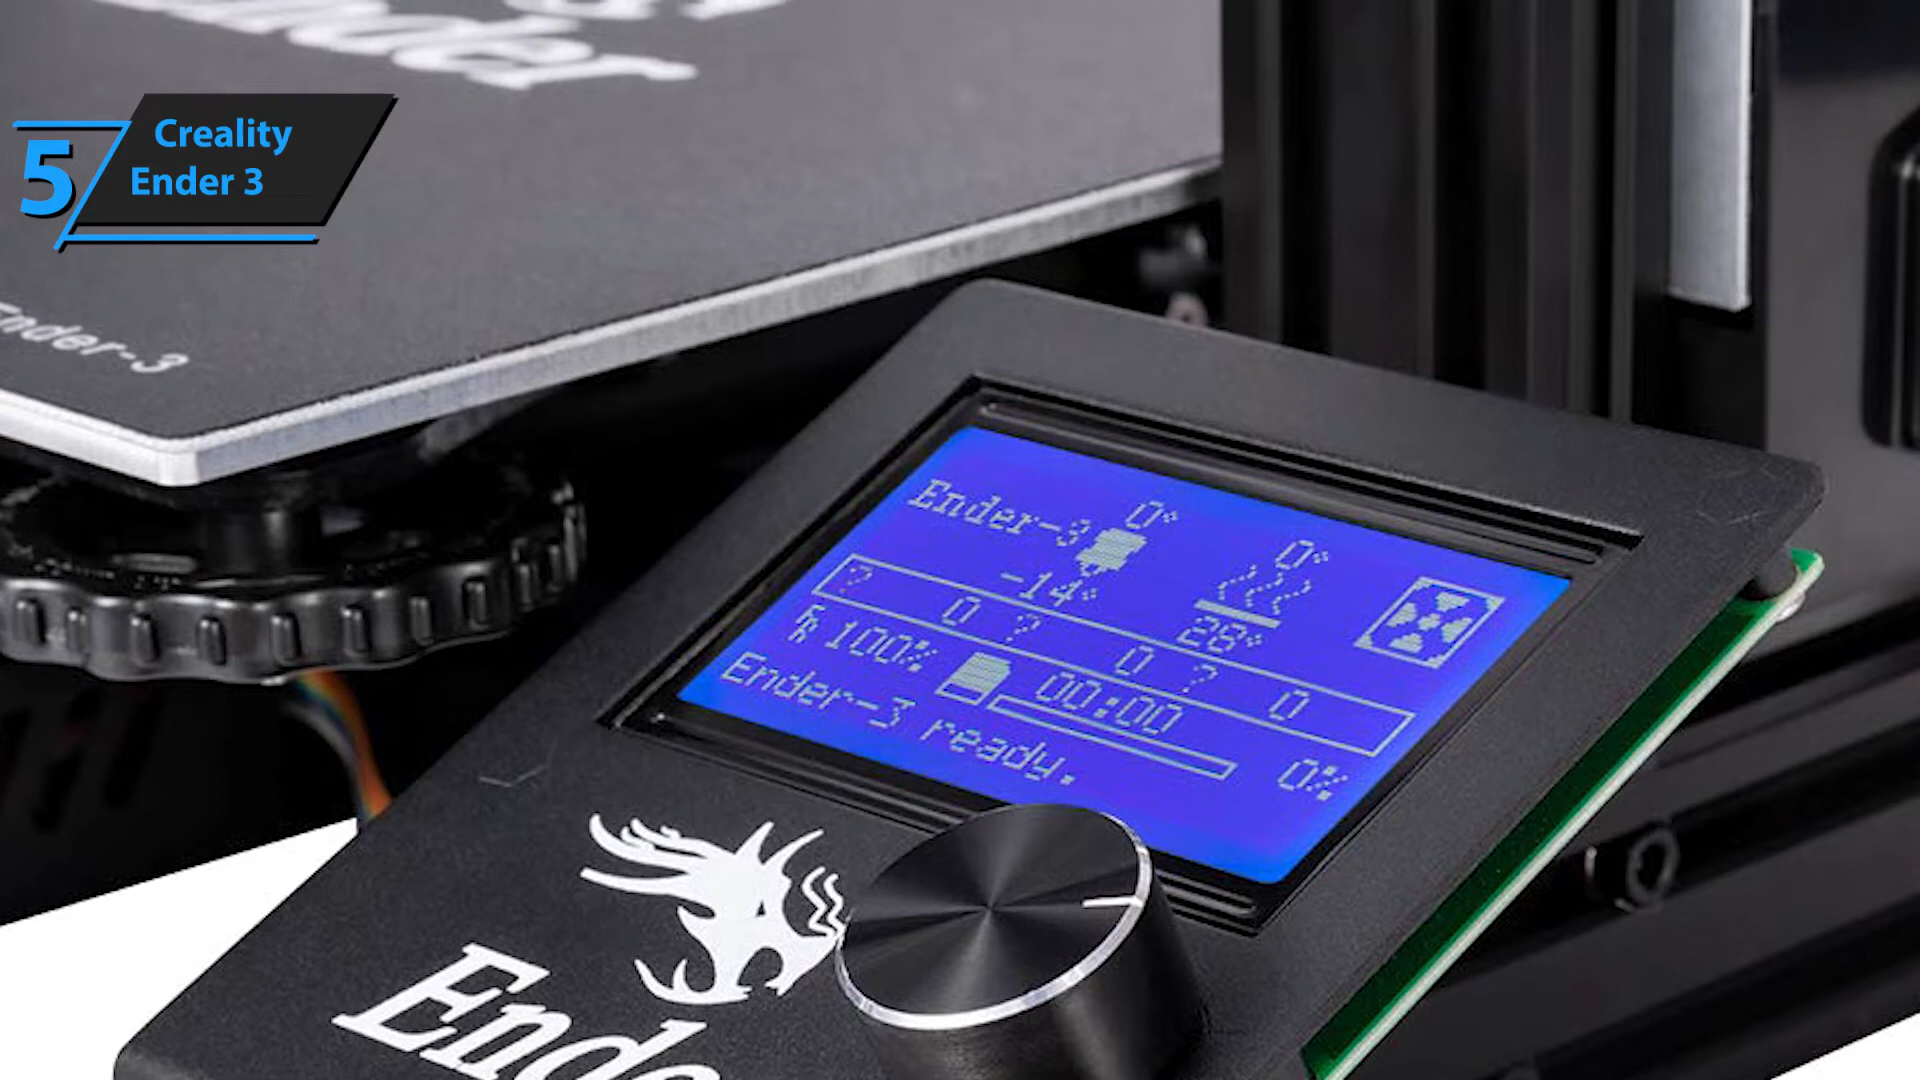 Ender
5
Creality
Ender 3
Ender-3
Ender-3
0°
0°
-14°
28°
? 0 ? 0 ? 0
100% 00:00
0%
Ender-3 ready.